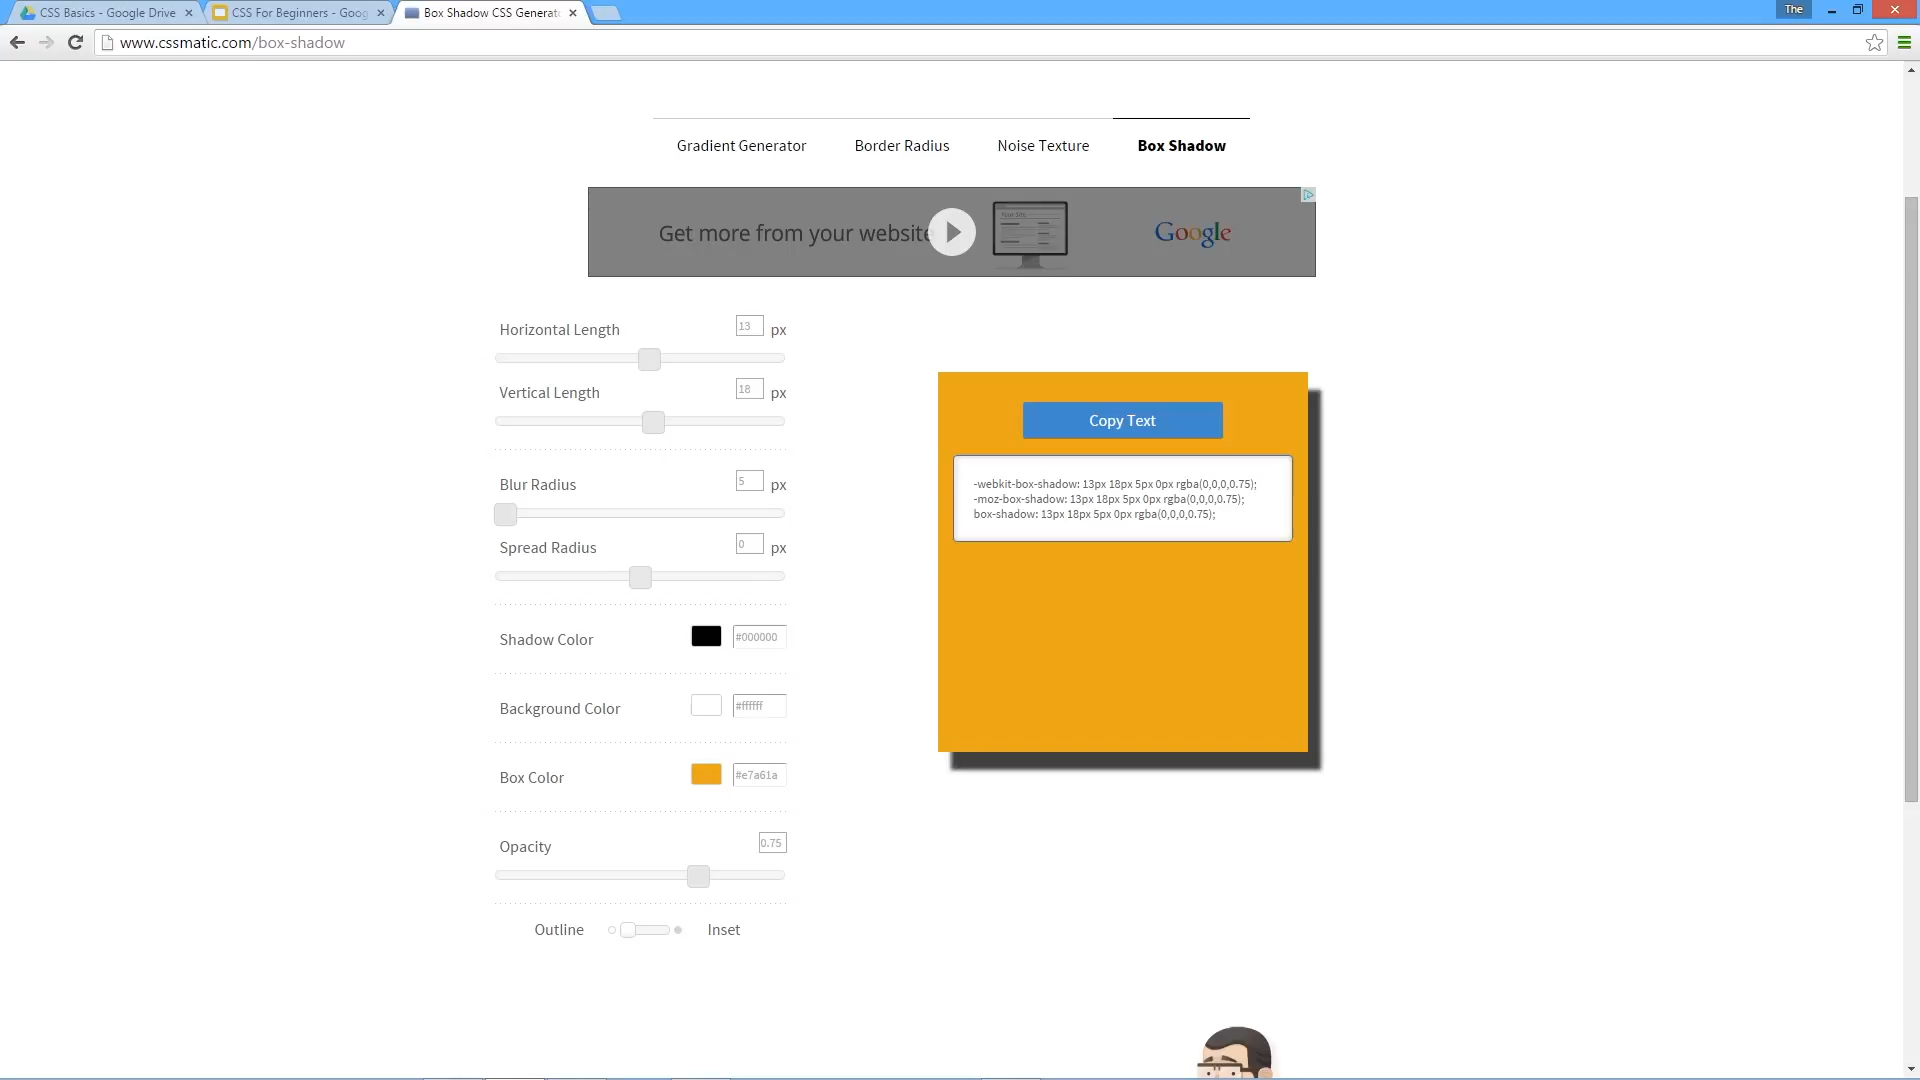 CSS Basics - Google Drive
CSS For Beginners - Goog
Box Shadow CSS Generat
The
www.cssmatic.com/box-shadow
Gradient Generator
Border Radius
Noise Texture
Box Shadow
Get more from your website
Your Site
Google
Horizontal Length
13
px
Vertical Length
18
px
Blur Radius
5
px
Spread Radius
0
px
Shadow Color
#000000
Background Color
#ffffff
Box Color
#e7a61a
Opacity
0.75
Outline
Inset
Copy Text
-webkit-box-shadow: 13px 18px 5px 0px rgba(0,0,0,0.75);
-moz-box-shadow: 13px 18px 5px 0px rgba(0,0,0,0.75);
box-shadow: 13px 18px 5px 0px rgba(0,0,0,0.75);